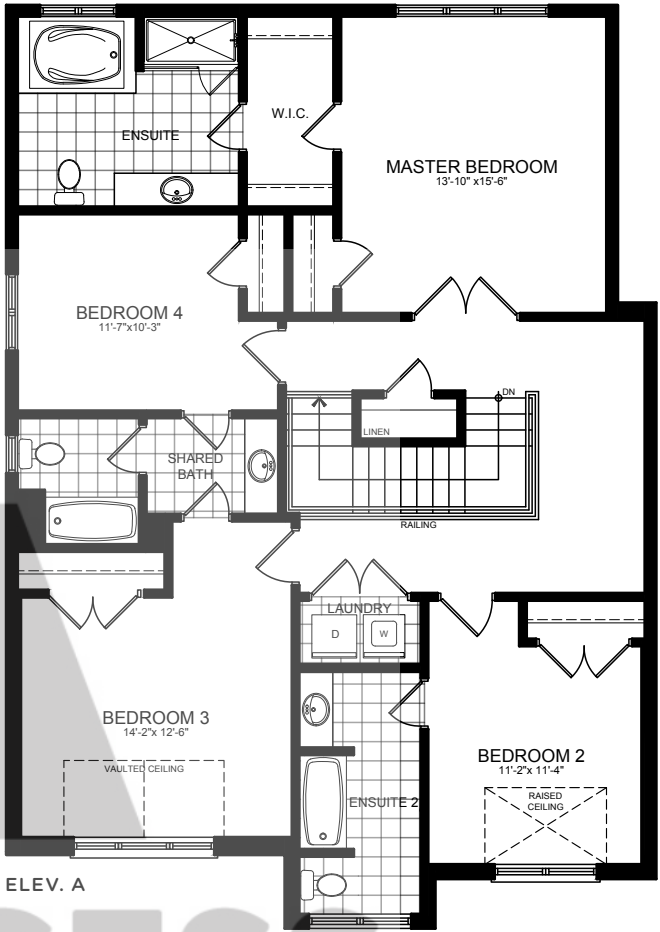 ENSUITE
W.I.C.
MASTER BEDROOM
13'-10" x15'-6"
BEDROOM 4
11'-7"x10'-3"
DN
LINEN
SHARED
BATH
RAILING
LAUNDRY
D
W
BEDROOM 3
14'-2"x 12'-6"
VAULTED CEILING
BEDROOM 2
11'-2"x 11'-4"
RAISED
CEILING
ENSUITE 2
ELEV. A